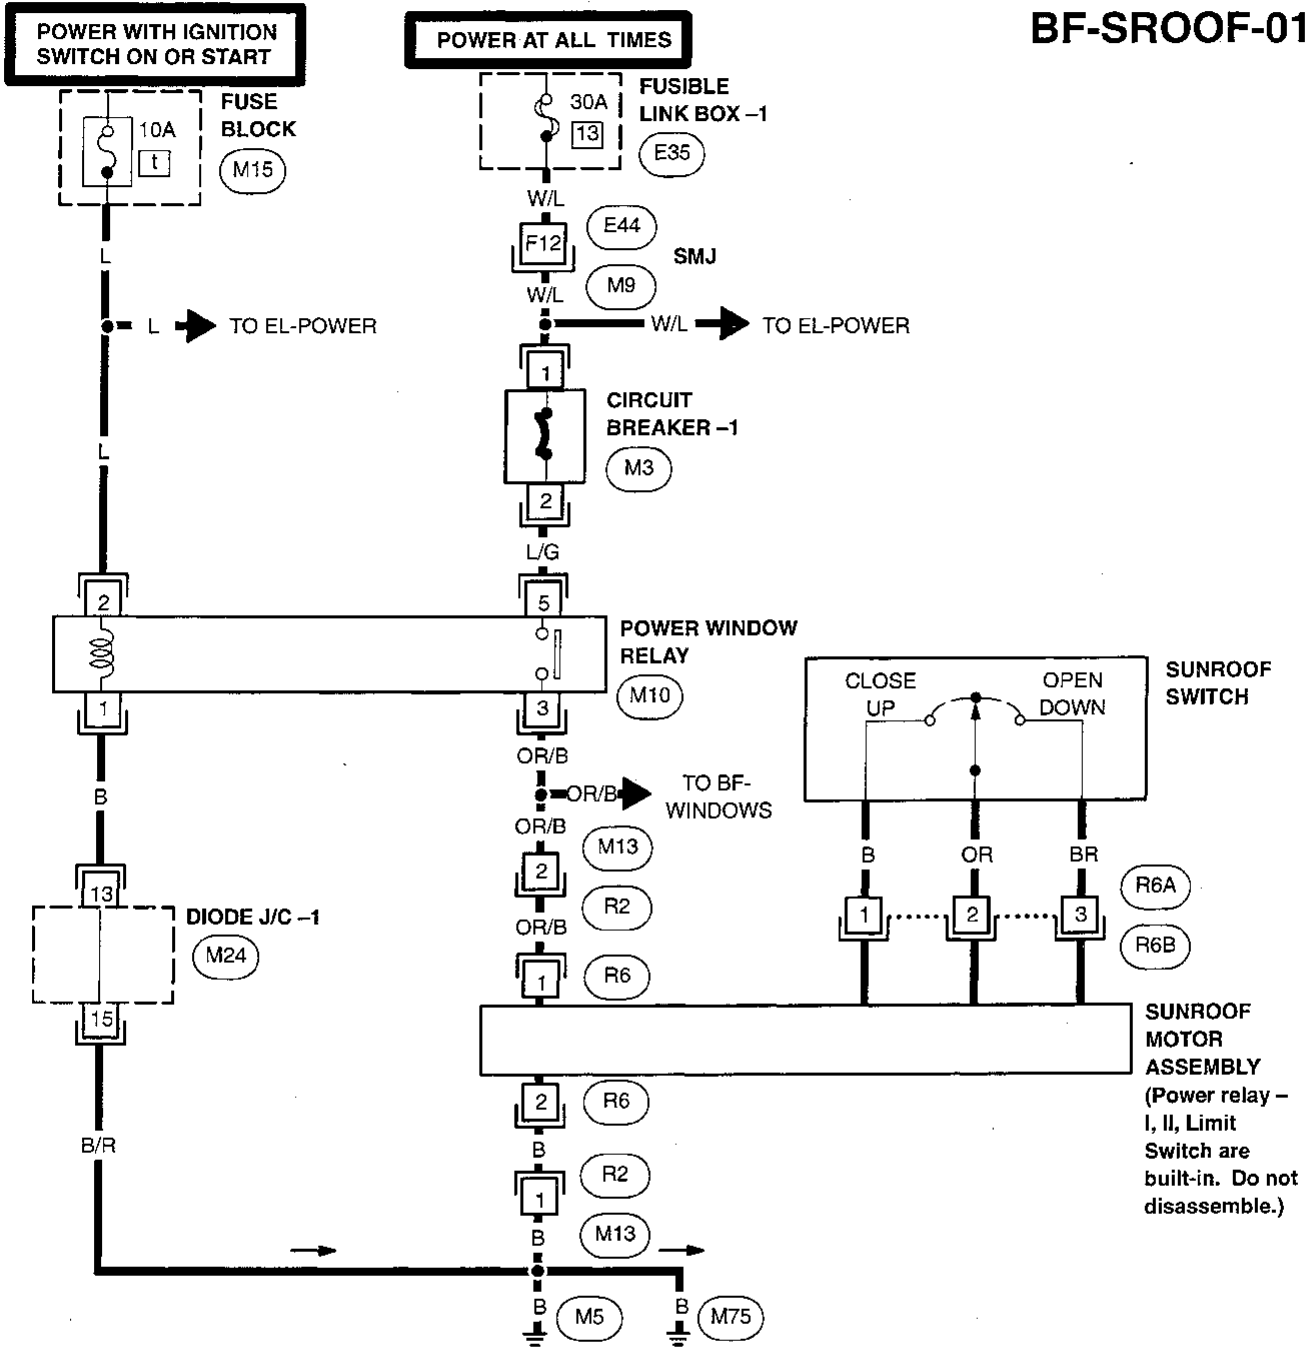 BF-SROOF-01
POWER WITH IGNITION
SWITCH ON OR START
POWER AT ALL TIMES
FUSE
BLOCK
10A
t
M15
FUSIBLE
LINK BOX –1
30A
13
E35
W/L
F12
E44
SMJ
M9
W/L
L
L
TO EL-POWER
W/L
TO EL-POWER
1
CIRCUIT
BREAKER –1
M3
2
L
L/G
2
5
POWER WINDOW
RELAY
M10
1
3
OR/B
OR/B
TO BF-
WINDOWS
OR/B
M13
2
R2
OR/B
1
R6
B
13
DIODE J/C –1
M24
15
SUNROOF
SWITCH
CLOSE
UP
OPEN
DOWN
B
OR
BR
R6A
1
2
3
R6B
SUNROOF
MOTOR
ASSEMBLY
(Power relay –
I, II, Limit
Switch are
built-in. Do not
disassemble.)
2
R6
B
R2
1
M13
B
B/R
B
M5
B
M75